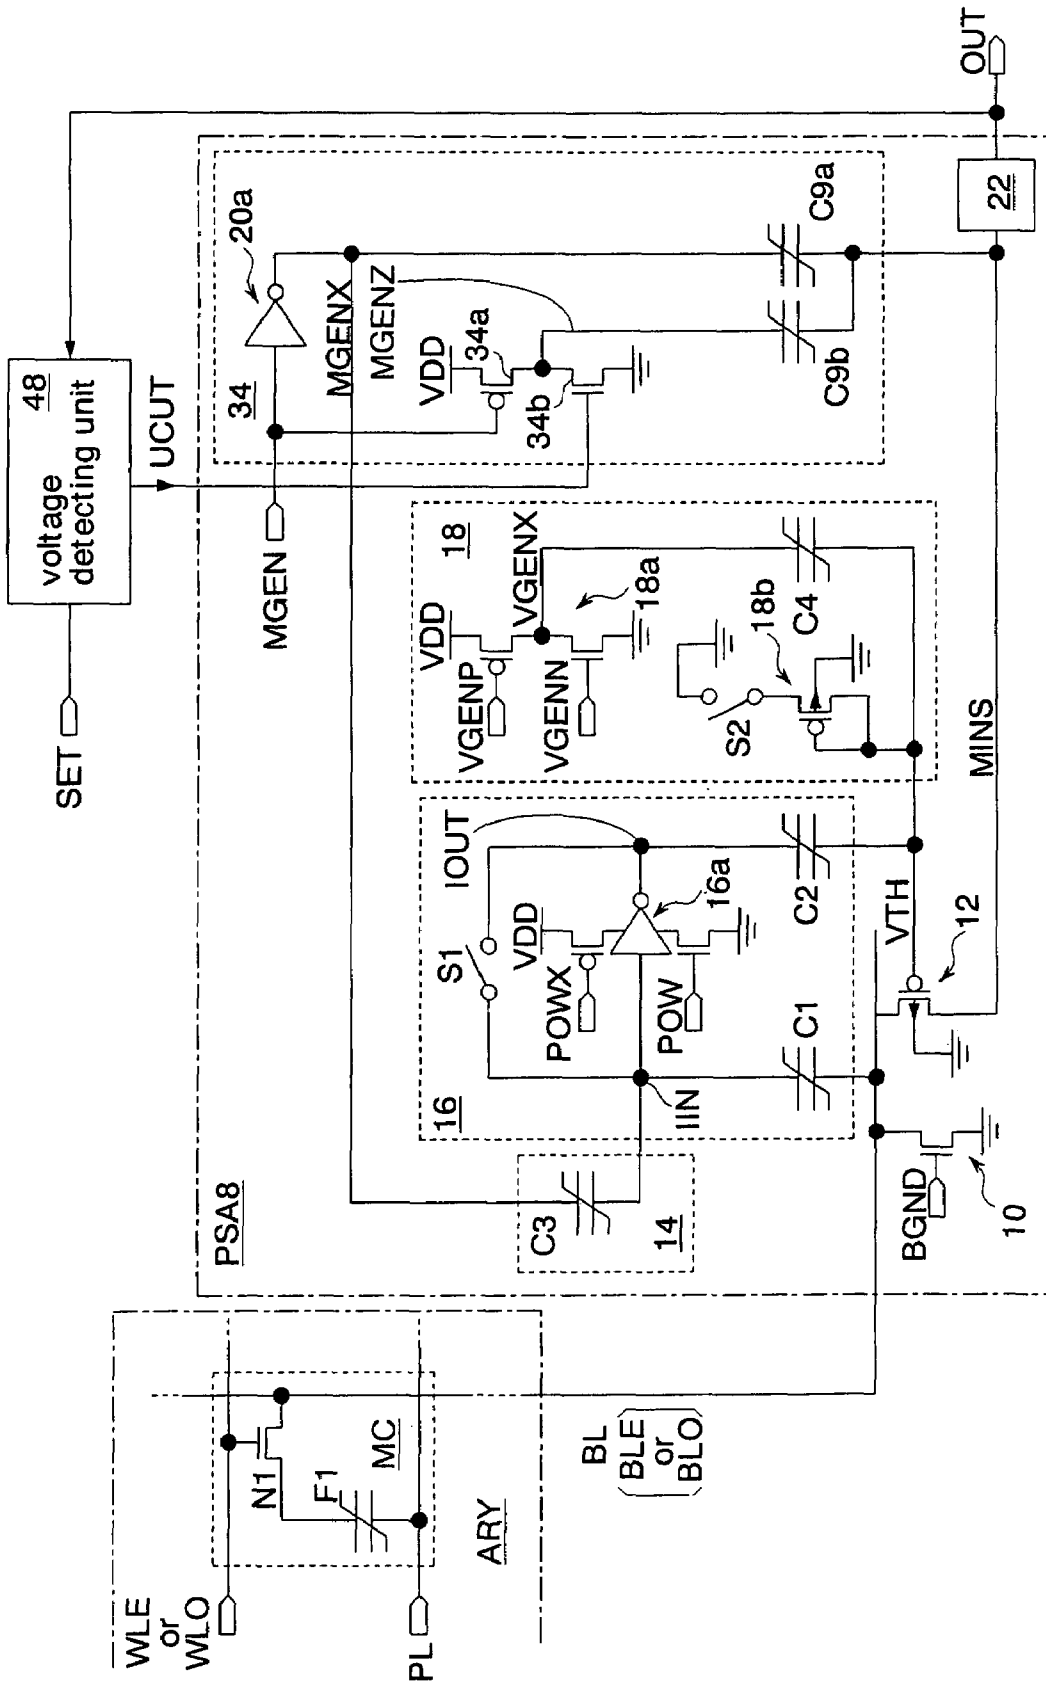 SET
48
voltage
detecting unit
UCUT
OUT
PSA8
MGEN
34
20a
MGENX
MGENZ
VDD
34a
34b
C9b
C9a
22
18
VDD
VGENP
VGENN
VGENX
18a
S2
18b
C4
MINS
16
S1
IOUT
VDD
POWX
POW
16a
IIN
C1
C2
VTH
12
C3
14
BGND
10
WLE
or
WLO
N1
F1
MC
PL
ARY
BL
BLE
or
BLO